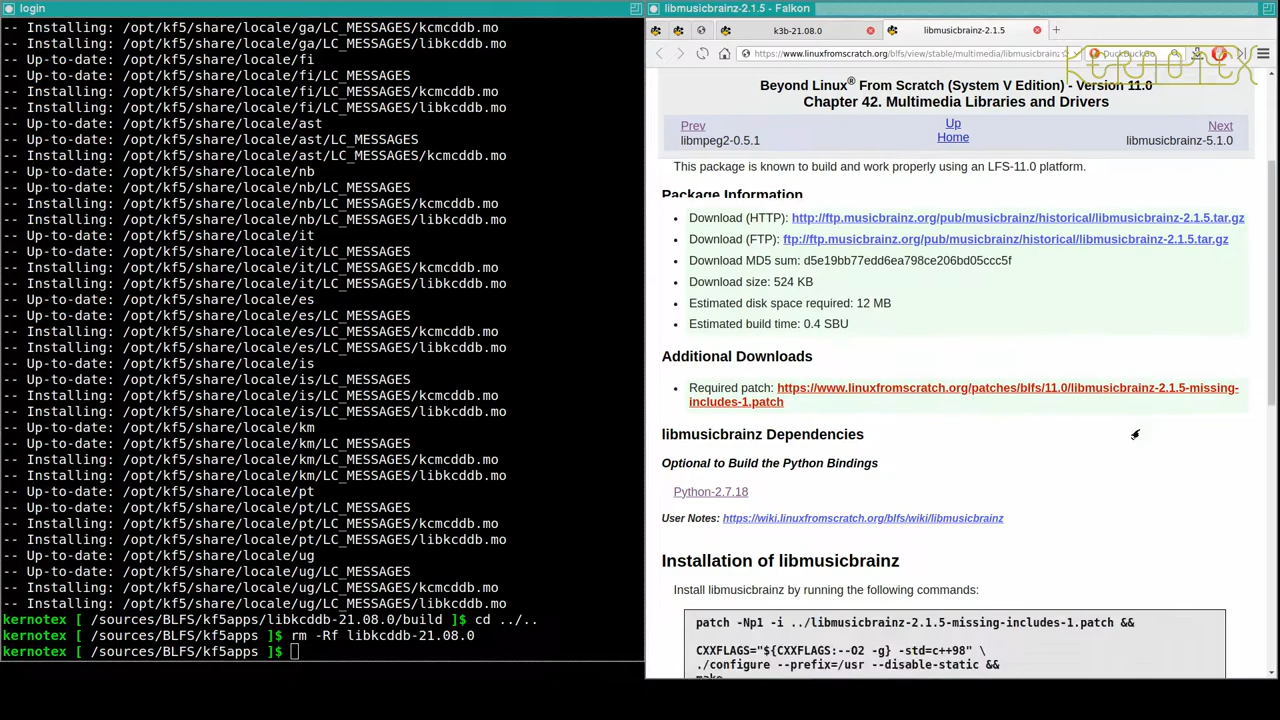 login
-- Installing: /opt/kf5/share/locale/ga/LC_MESSAGES/kcmcddb.mo
-- Installing: /opt/kf5/share/locale/ga/LC_MESSAGES/libkcddb.mo
-- Up-to-date: /opt/kf5/share/locale/fi
-- Up-to-date: /opt/kf5/share/locale/fi/LC_MESSAGES
-- Installing: /opt/kf5/share/locale/fi/LC_MESSAGES/kcmcddb.mo
-- Installing: /opt/kf5/share/locale/fi/LC_MESSAGES/libkcddb.mo
-- Up-to-date: /opt/kf5/share/locale/ast
-- Up-to-date: /opt/kf5/share/locale/ast/LC_MESSAGES
-- Installing: /opt/kf5/share/locale/ast/LC_MESSAGES/kcmcddb.mo
-- Up-to-date: /opt/kf5/share/locale/nb
-- Up-to-date: /opt/kf5/share/locale/nb/LC_MESSAGES
-- Installing: /opt/kf5/share/locale/nb/LC_MESSAGES/kcmcddb.mo
-- Installing: /opt/kf5/share/locale/nb/LC_MESSAGES/libkcddb.mo
-- Up-to-date: /opt/kf5/share/locale/it
-- Up-to-date: /opt/kf5/share/locale/it/LC_MESSAGES
-- Installing: /opt/kf5/share/locale/it/LC_MESSAGES/kcmcddb.mo
-- Installing: /opt/kf5/share/locale/it/LC_MESSAGES/libkcddb.mo
-- Up-to-date: /opt/kf5/share/locale/es
-- Up-to-date: /opt/kf5/share/locale/es/LC_MESSAGES
-- Installing: /opt/kf5/share/locale/es/LC_MESSAGES/kcmcddb.mo
-- Installing: /opt/kf5/share/locale/es/LC_MESSAGES/libkcddb.mo
-- Up-to-date: /opt/kf5/share/locale/is
-- Up-to-date: /opt/kf5/share/locale/is/LC_MESSAGES
-- Installing: /opt/kf5/share/locale/is/LC_MESSAGES/kcmcddb.mo
-- Installing: /opt/kf5/share/locale/is/LC_MESSAGES/libkcddb.mo
-- Up-to-date: /opt/kf5/share/locale/km
-- Up-to-date: /opt/kf5/share/locale/km/LC_MESSAGES
-- Installing: /opt/kf5/share/locale/km/LC_MESSAGES/kcmcddb.mo
-- Installing: /opt/kf5/share/locale/km/LC_MESSAGES/libkcddb.mo
-- Up-to-date: /opt/kf5/share/locale/pt
-- Up-to-date: /opt/kf5/share/locale/pt/LC_MESSAGES
-- Installing: /opt/kf5/share/locale/pt/LC_MESSAGES/kcmcddb.mo
-- Installing: /opt/kf5/share/locale/pt/LC_MESSAGES/libkcddb.mo
-- Up-to-date: /opt/kf5/share/locale/ug
-- Up-to-date: /opt/kf5/share/locale/ug/LC_MESSAGES
-- Installing: /opt/kf5/share/locale/ug/LC_MESSAGES/kcmcddb.mo
-- Installing: /opt/kf5/share/locale/ug/LC_MESSAGES/libkcddb.mo
kernotex [ /sources/BLFS/kf5apps/libkcddb-21.08.0/build ]$ cd ../..
kernotex [ /sources/BLFS/kf5apps ]$ rm -Rf libkcddb-21.08.0
kernotex [ /sources/BLFS/kf5apps ]$
libmusicbrainz-2.1.5 - Falkon
k3b-21.08.0
libmusicbrainz-2.1.5
https://www.linuxfromscratch.org/blfs/view/stable/multimedia/libmusicbrainz
DuckDuckGo
KERNOTEX
Beyond Linux® From Scratch (System V Edition) - Version 11.0
Chapter 42. Multimedia Libraries and Drivers
Prev Up Next
libmpeg2-0.5.1 Home libmusicbrainz-5.1.0
This package is known to build and work properly using an LFS-11.0 platform.
Package Information
• Download (HTTP): http://ftp.musicbrainz.org/pub/musicbrainz/historical/libmusicbrainz-2.1.5.tar.gz
• Download (FTP): ftp://ftp.musicbrainz.org/pub/musicbrainz/historical/libmusicbrainz-2.1.5.tar.gz
• Download MD5 sum: d5e19bb77edd6ea798ce206bd05ccc5f
• Download size: 524 KB
• Estimated disk space required: 12 MB
• Estimated build time: 0.4 SBU
Additional Downloads
• Required patch: https://www.linuxfromscratch.org/patches/blfs/11.0/libmusicbrainz-2.1.5-missing-
includes-1.patch
libmusicbrainz Dependencies
Optional to Build the Python Bindings
Python-2.7.18
User Notes: https://wiki.linuxfromscratch.org/blfs/wiki/libmusicbrainz
Installation of libmusicbrainz
Install libmusicbrainz by running the following commands:
patch -Np1 -i ../libmusicbrainz-2.1.5-missing-includes-1.patch &&
CXXFLAGS="${CXXFLAGS:--O2 -g} -std=c++98" \
./configure --prefix=/usr --disable-static &&
make